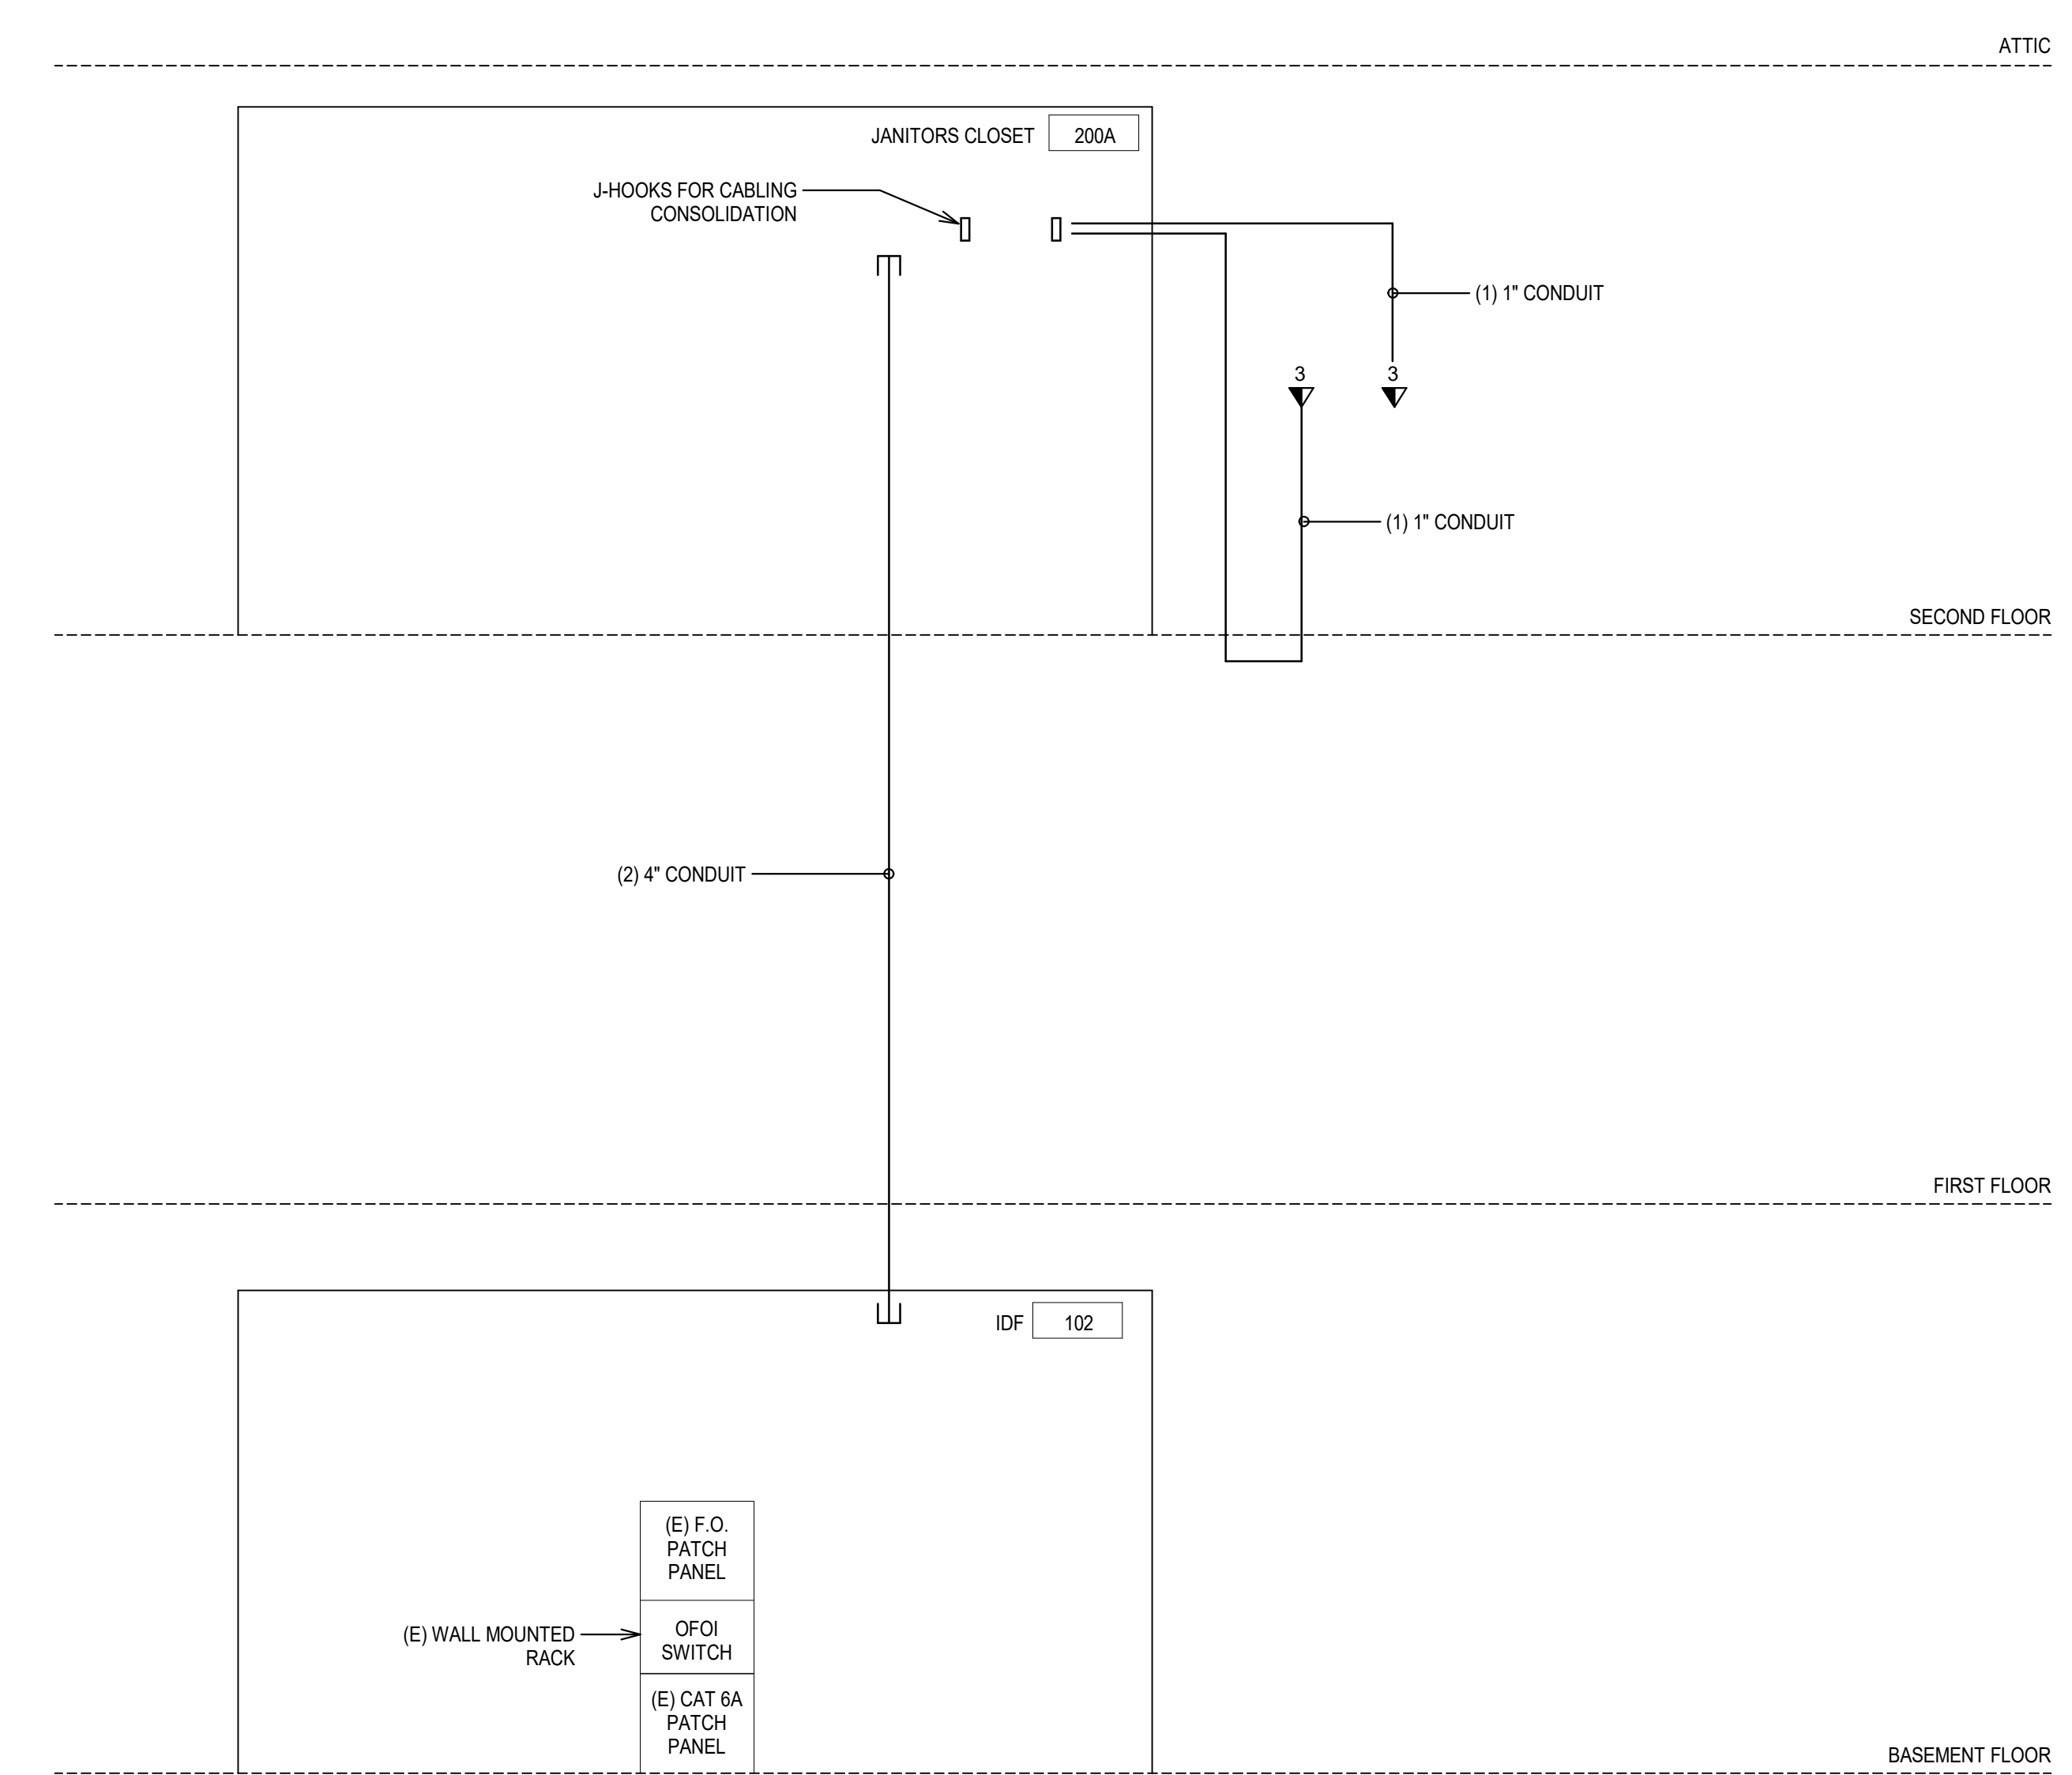 ATTIC
JANITORS CLOSET 200A
J-HOOKS FOR CABLING
CONSOLIDATION
(1) 1" CONDUIT
3 3
(1) 1" CONDUIT
SECOND FLOOR
(2) 4" CONDUIT
FIRST FLOOR
IDF 102
(E) F.O.
PATCH
PANEL
(E) WALL MOUNTED
RACK
OFOI
SWITCH
(E) CAT 6A
PATCH
PANEL
BASEMENT FLOOR